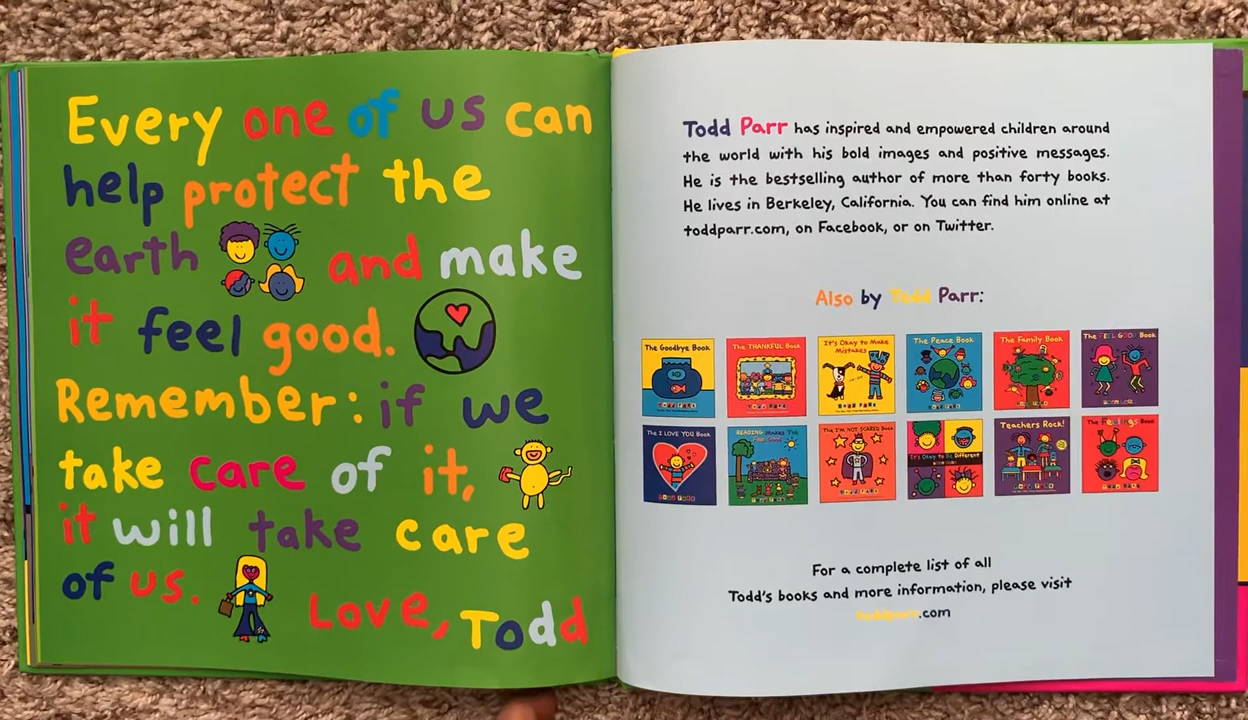 Every one of us can
help protect the
earth and make
it feel good.
Remember: if we
take care of it,
it will take care
of us.
Love, Todd
Todd Parr has inspired and empowered children around
the world with his bold images and positive messages.
He is the bestselling author of more than forty books.
He lives in Berkeley, California. You can find him online at
toddparr.com, on Facebook, or on Twitter.
Also by Todd Parr:
The Goodbye Book
The THANKFUL Book
It's Okay to Make
Mistakes
The Peace Book
The Family Book
The FEEL GOOD Book
The I LOVE YOU Book
READING Makes You
Feel Good
The I'M NOT SCARED Book
It's Okay to Be Different
Teachers Rock!
The Feelings Book
For a complete list of all
Todd's books and more information, please visit
toddparr.com